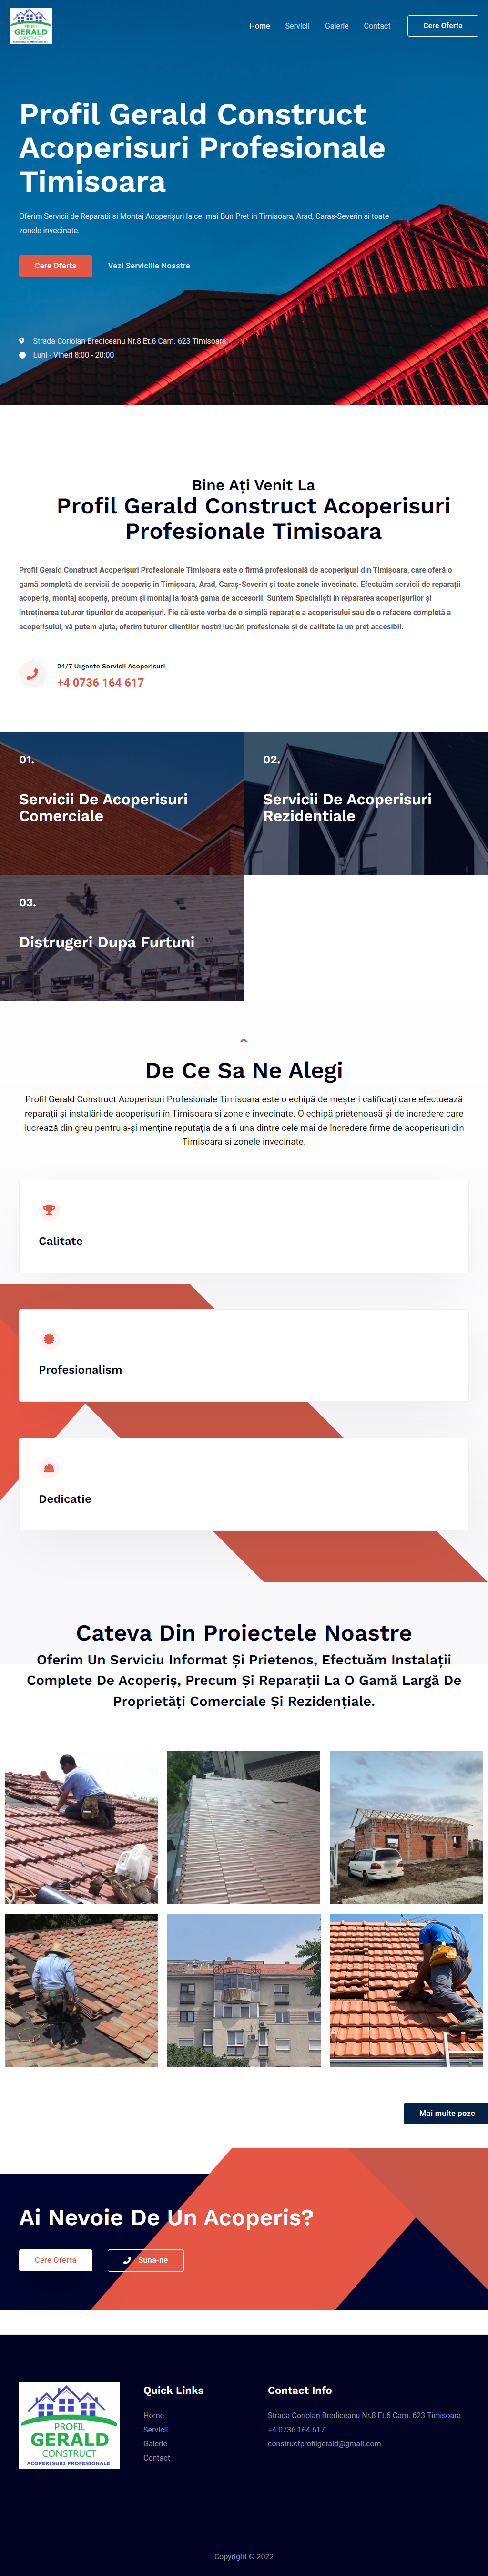 PROFIL
GERALD
CONSTRUCT
ACOPERISURI PROFESIONALE
Home
Servicii
Galerie
Contact
Cere Oferta
Profil Gerald Construct
Acoperisuri Profesionale
Timisoara
Oferim Servicii de Reparatii si Montaj Acoperișuri la cel mai Bun Pret in Timisoara, Arad, Caras-Severin si toate
zonele invecinate.
Cere Oferta
Vezi Serviciile Noastre
Strada Coriolan Brediceanu Nr.8 Et.6 Cam. 623 Timisoara
Luni - Vineri 8:00 - 20:00
Bine Ați Venit La
Profil Gerald Construct Acoperisuri
Profesionale Timisoara
Profil Gerald Construct Acoperișuri Profesionale Timișoara este o firmă profesională de acoperișuri din Timișoara, care oferă o
gamă completă de servicii de acoperiș în Timișoara, Arad, Caraș-Severin și toate zonele învecinate. Efectuăm servicii de reparații
acoperiș, montaj acoperiș, precum și montaj la toată gama de accesorii. Suntem Specialiști in repararea acoperișurilor și
întreținerea tuturor tipurilor de acoperișuri. Fie că este vorba de o simplă reparație a acoperișului sau de o refacere completă a
acoperișului, vă putem ajuta, oferim tuturor clienților noștri lucrări profesionale și de calitate la un preț accesibil.
24/7 Urgente Servicii Acoperisuri
+4 0736 164 617
01.
Servicii De Acoperisuri
Comerciale
02.
Servicii De Acoperisuri
Rezidentiale
03.
Distrugeri Dupa Furtuni
De Ce Sa Ne Alegi
Profil Gerald Construct Acoperisuri Profesionale Timisoara este o echipă de meșteri calificați care efectuează
reparații și instalări de acoperișuri în Timisoara si zonele invecinate. O echipă prietenoasă și de încredere care
lucrează din greu pentru a-și menține reputația de a fi una dintre cele mai de încredere firme de acoperișuri din
Timisoara si zonele invecinate.
Calitate
Profesionalism
Dedicatie
Cateva Din Proiectele Noastre
Oferim Un Serviciu Informat Și Prietenos, Efectuăm Instalații
Complete De Acoperiș, Precum Și Reparații La O Gamă Largă De
Proprietăți Comerciale Și Rezidențiale.
Mai multe poze
Ai Nevoie De Un Acoperis?
Cere Oferta
Suna-ne
PROFIL
GERALD
CONSTRUCT
ACOPERISURI PROFESIONALE
Quick Links
Home
Servicii
Galerie
Contact
Contact Info
Strada Coriolan Brediceanu Nr.8 Et.6 Cam. 623 Timisoara
+4 0736 164 617
constructprofilgerald@gmail.com
Copyright © 2022